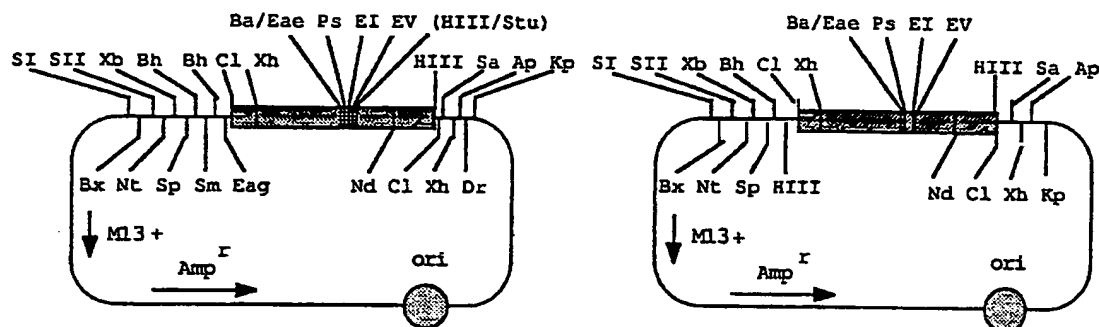 Ba/Eae Ps EI EV (HIII/Stu)
SI SII Xb Bh Bh Cl Xh HIII Sa Ap Kp
Bx Nt Sp Sm Eag Nd Cl Xh Dr
M13+
Amp r
ori
Ba/Eae Ps EI EV
SI SII Xb Bh Cl Xh HIII Sa Ap
Bx Nt Sp HIII Nd Cl Xh Kp
M13+
Amp r
ori